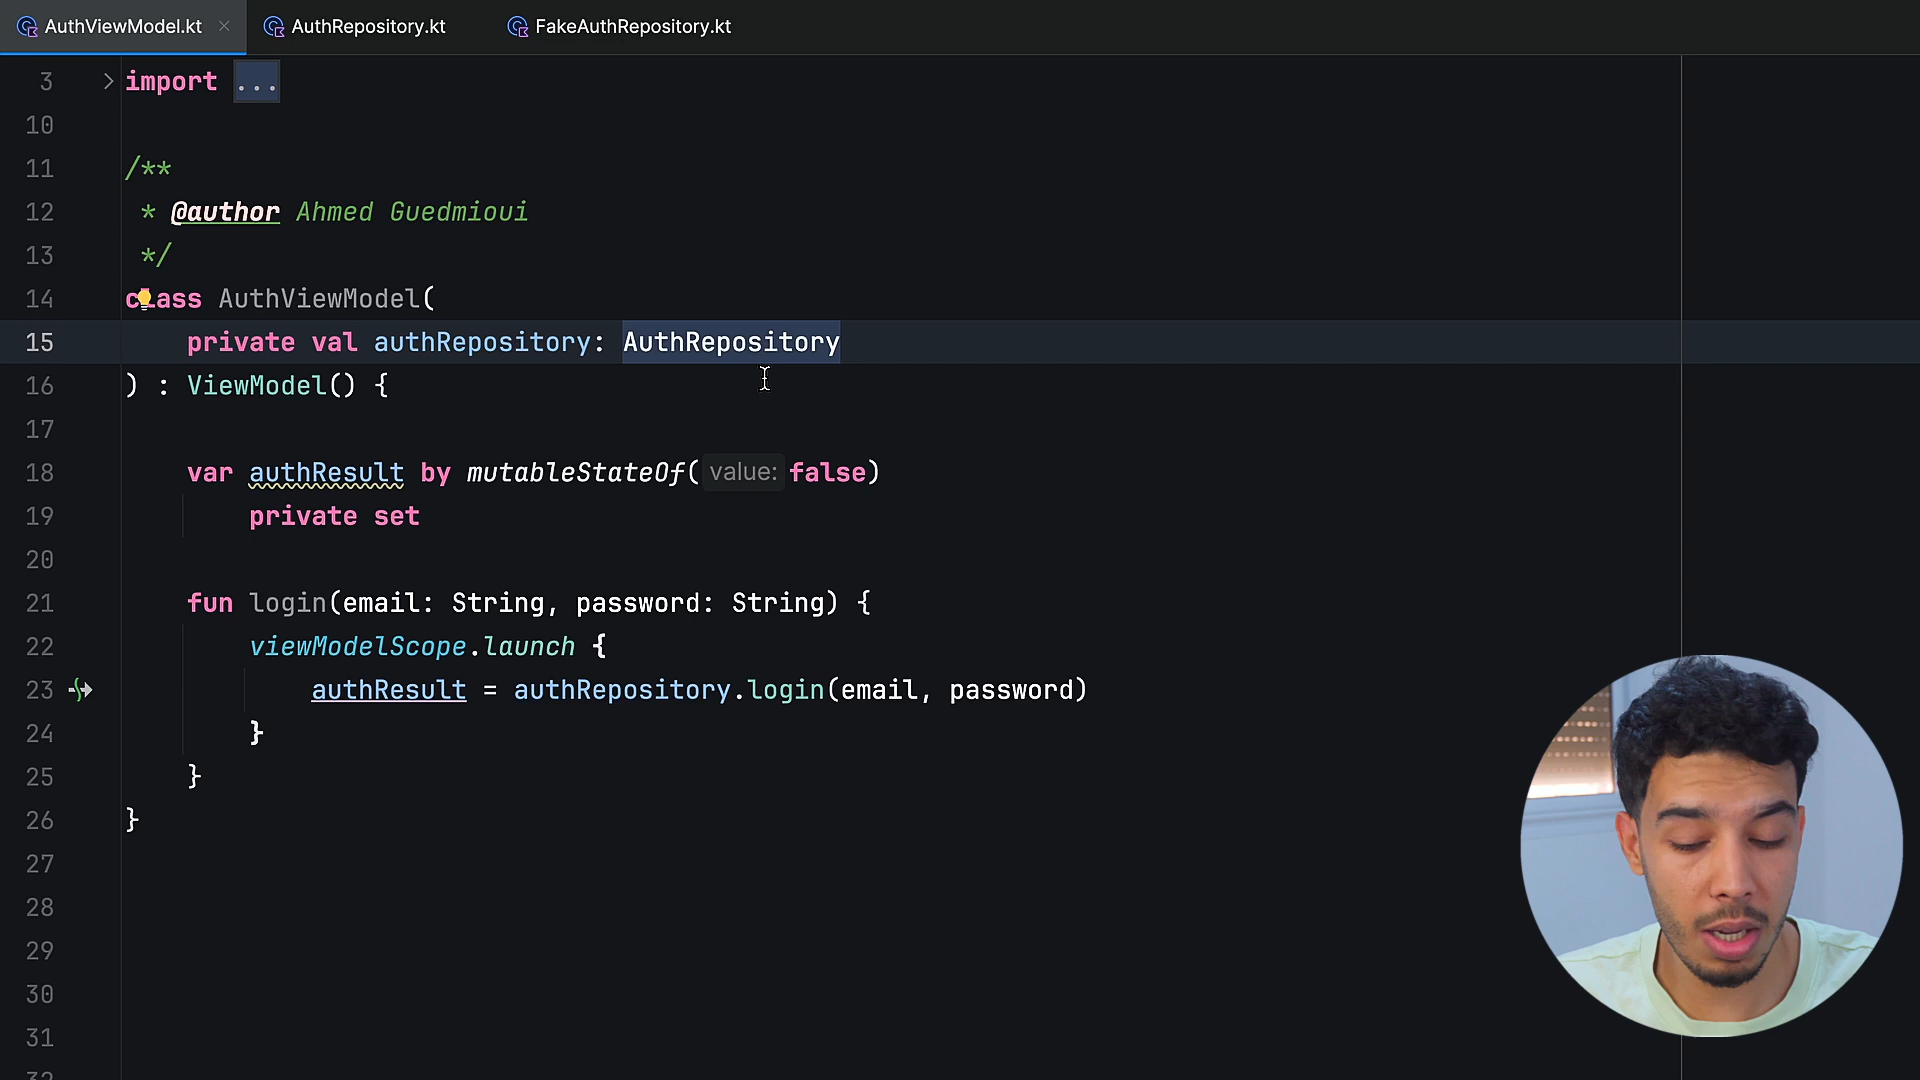 AuthViewModel.kt
AuthRepository.kt
FakeAuthRepository.kt
3 import ...
10
11 /**
12 * @author Ahmed Guedmioui
13 */
14 class AuthViewModel(
15 private val authRepository: AuthRepository
16 ) : ViewModel() {
17
18 var authResult by mutableStateOf( value: false)
19 private set
20
21 fun login(email: String, password: String) {
22 viewModelScope.launch {
23 authResult = authRepository.login(email, password)
24 }
25 }
26 }
27
28
29
30
31
32